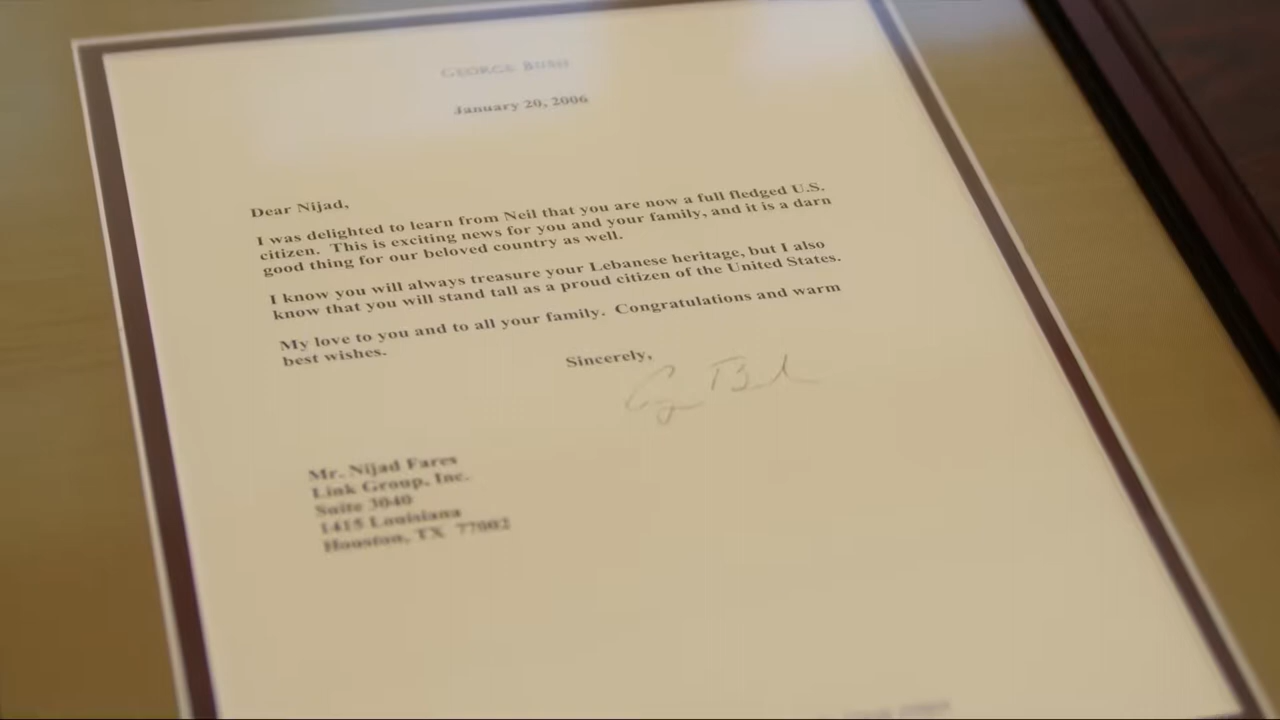 GEORGE BUSH
January 20, 2006
Dear Nijad,
I was delighted to learn from Neil that you are now a full fledged U.S.
citizen. This is exciting news for you and your family, and it is a darn
good thing for our beloved country as well.
I know you will always treasure your Lebanese heritage, but I also
know that you will stand tall as a proud citizen of the United States.
My love to you and to all your family. Congratulations and warm
best wishes.
Sincerely,
G Bush
Mr. Nijad Fares
Link Group, Inc.
Suite 3040
1415 Louisiana
Houston, TX 77002